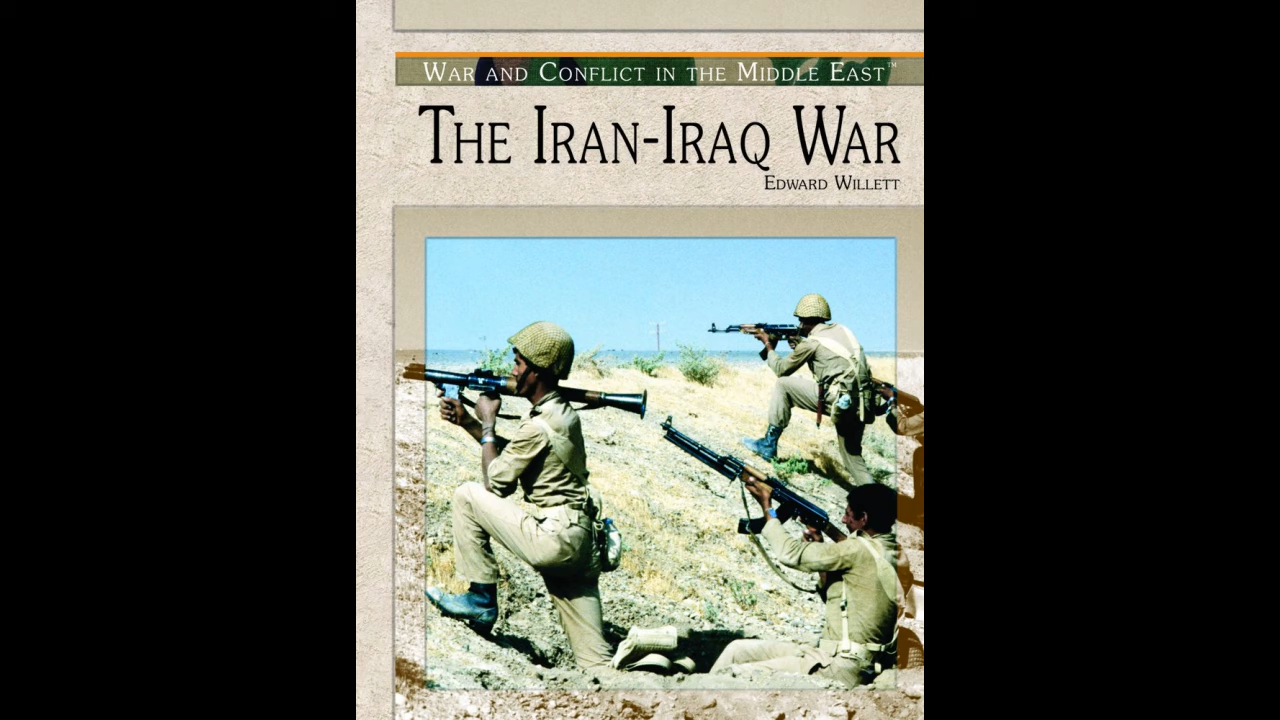 War and Conflict in the Middle East™
The Iran-Iraq War
Edward Willett